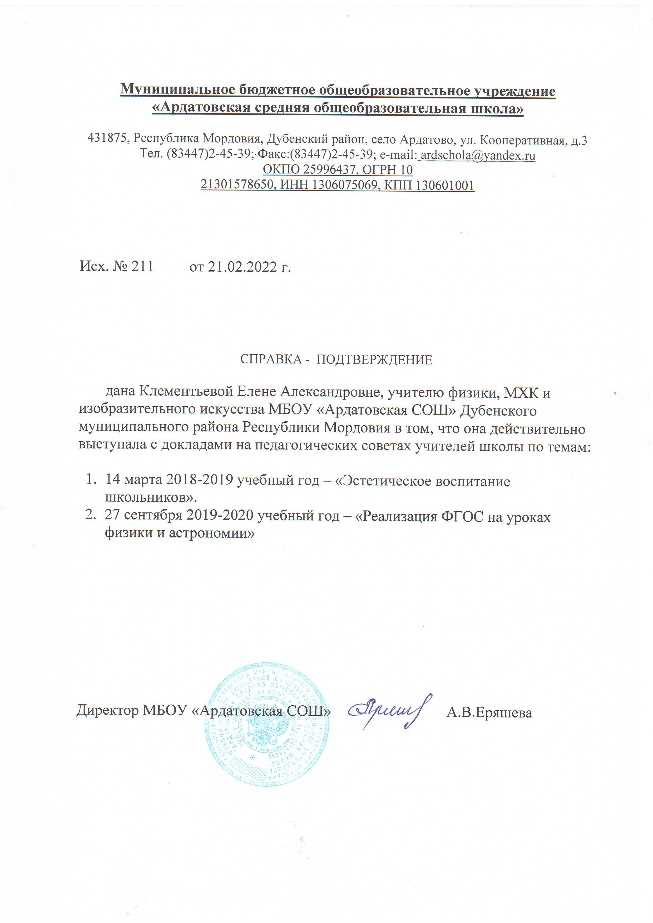 Муниципальное бюджетное общеобразовательное учреждение
«Ардатовская средняя общеобразовательная школа»
431875, Республика Мордовия, Дубенский район, село Ардатово, ул. Кооперативная, д.3
Тел. (83447)2-45-39; Факс:(83447)2-45-39; e-mail: ardschola@yandex.ru
ОКПО 25996437, ОГРН 10
21301578650, ИНН 1306075069, КПП 130601001
Исх. № 211 от 21.02.2022 г.
СПРАВКА - ПОДТВЕРЖДЕНИЕ
дана Клементьевой Елене Александровне, учителю физики, МХК и
изобразительного искусства МБОУ «Ардатовская СОШ» Дубенского
муниципального района Республики Мордовия в том, что она действительно
выступала с докладами на педагогических советах учителей школы по темам:
1. 14 марта 2018-2019 учебный год – «Эстетическое воспитание
школьников».
2. 27 сентября 2019-2020 учебный год – «Реализация ФГОС на уроках
физики и астрономии»
Директор МБОУ «Ардатовская СОШ» А.В.Еряшева